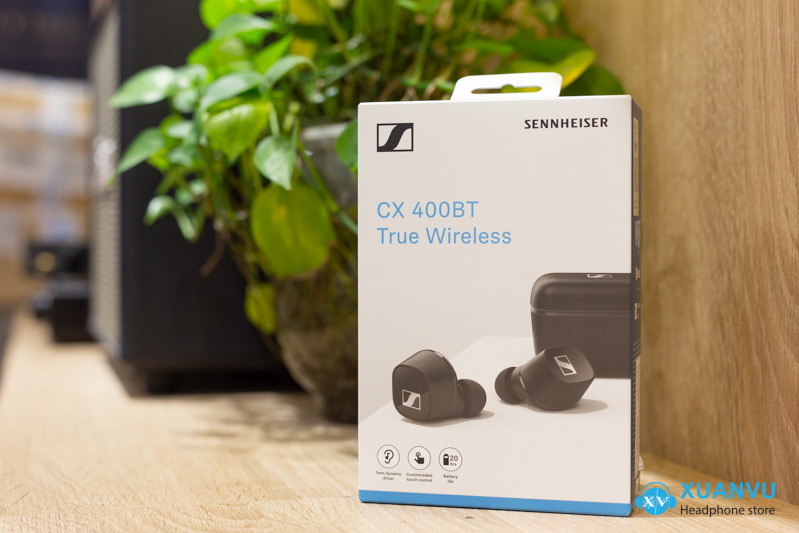 SENNHEISER
CX 400BT
True Wireless
20
hrs
7mm dynamic
driver
Customizable
touch control
Battery
life
XV
XUANVU
Headphone store